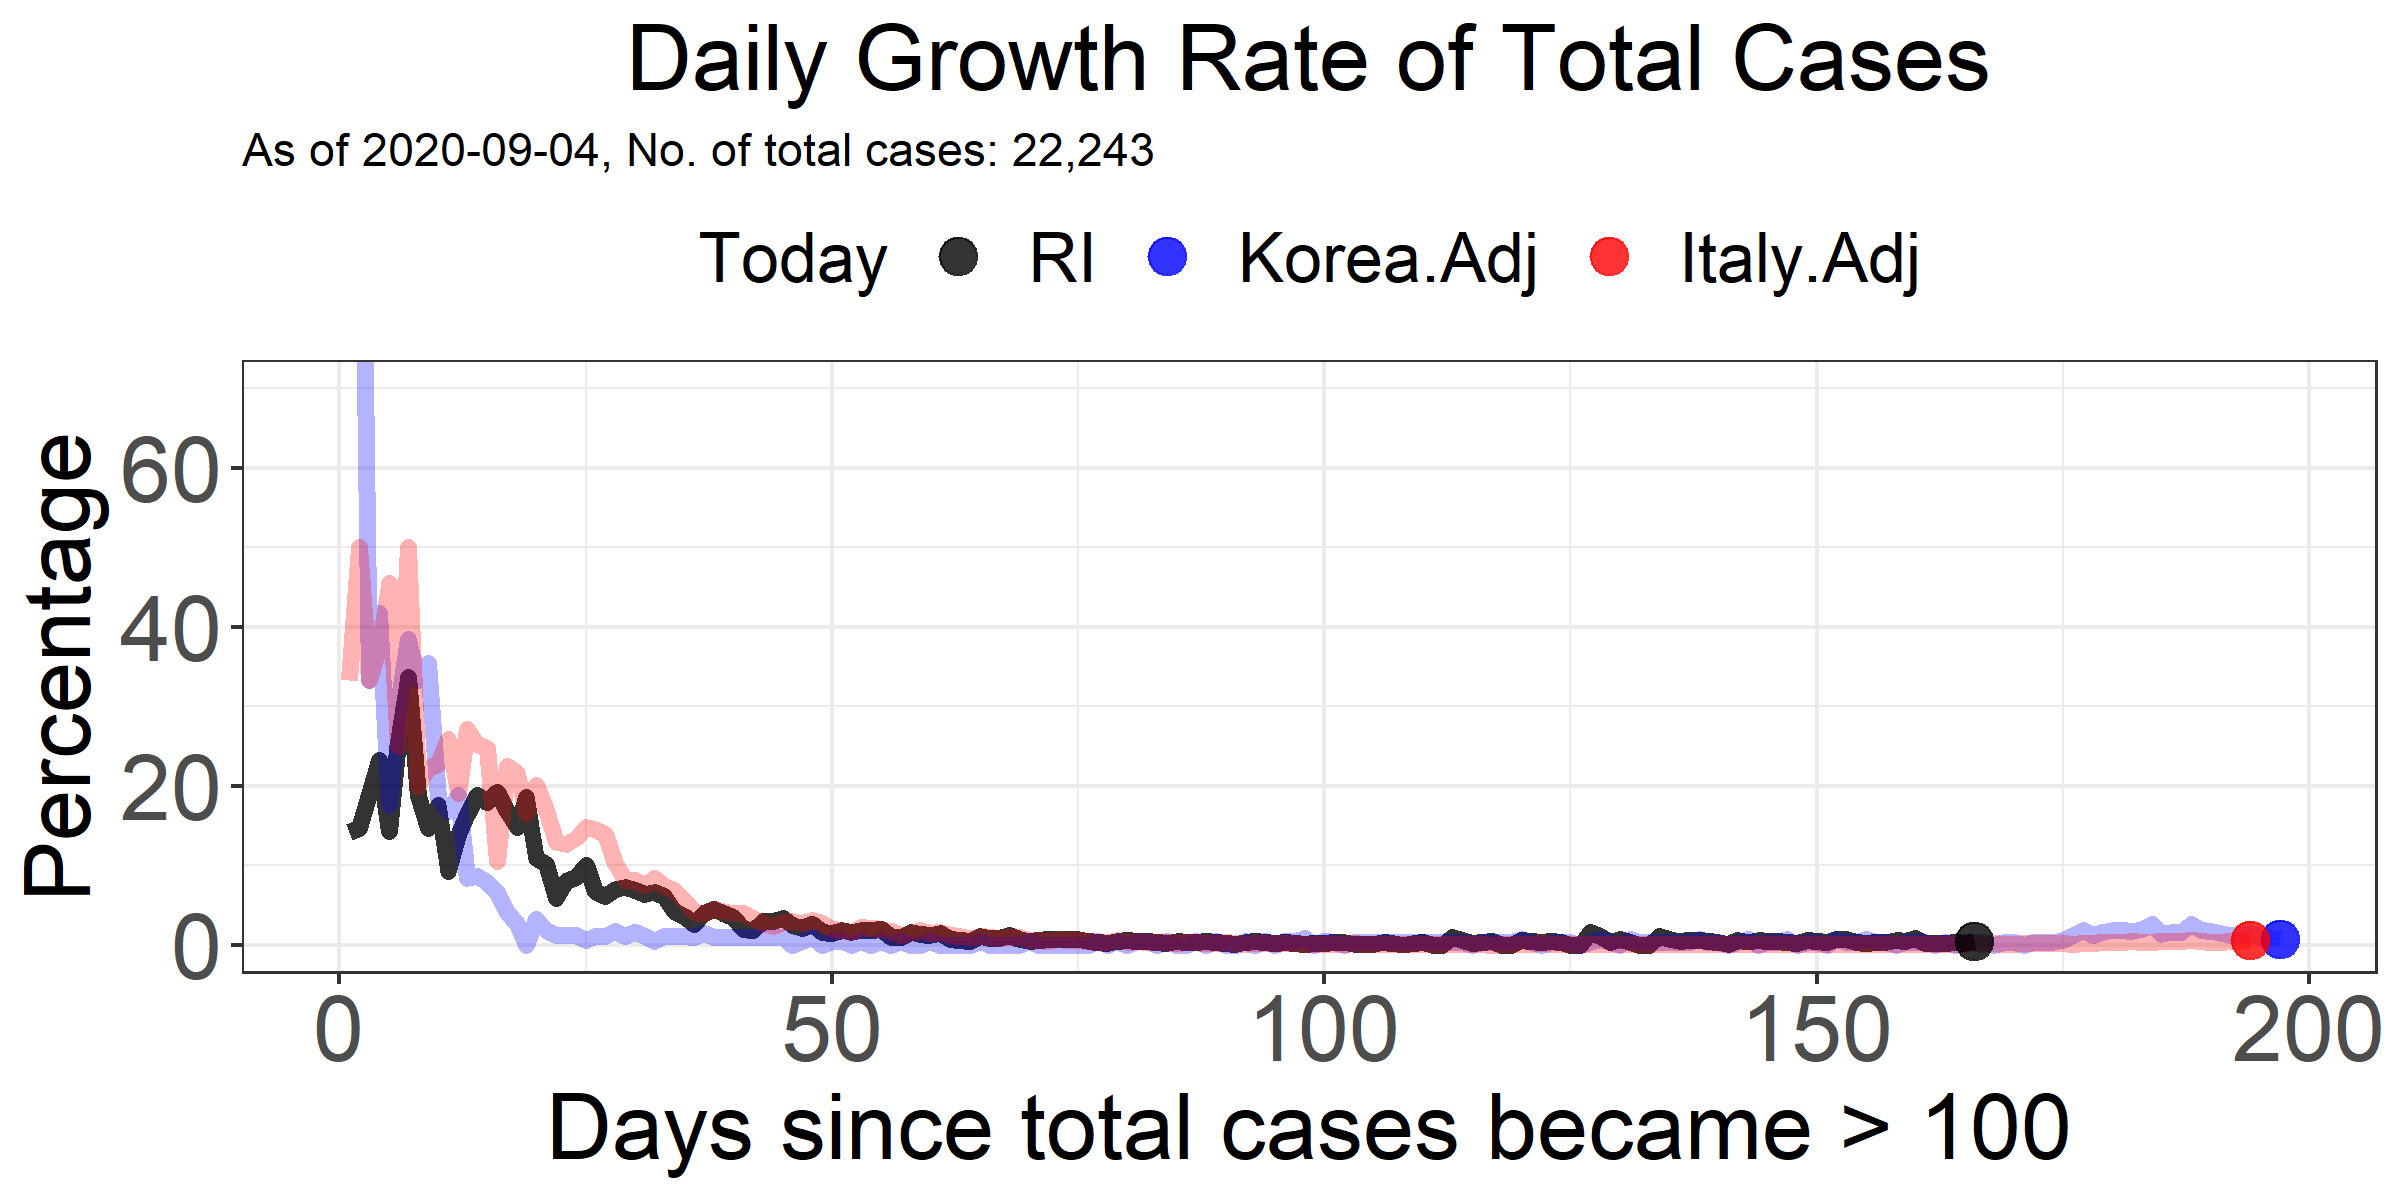 Daily Growth Rate of Total Cases
As of 2020-09-04, No. of total cases: 22,243
Today RI Korea.Adj Italy.Adj
Percentage
60
40
20
0
0 50 100 150 200
Days since total cases became > 100